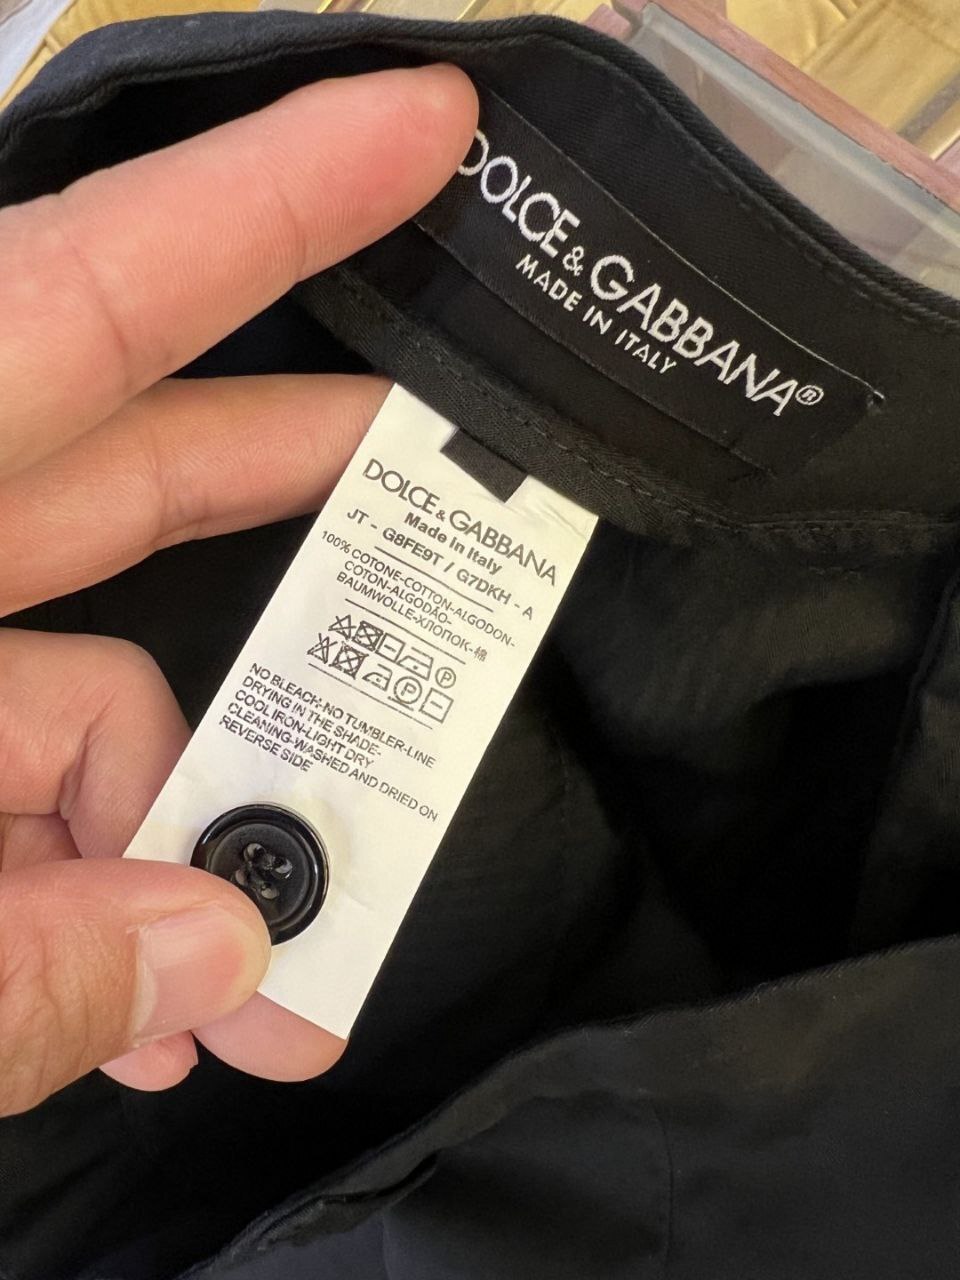 DOLCE & GABBANA®
MADE IN ITALY
DOLCE & GABBANA
Made in Italy
JT - G8FE9T / G7DKH - A
100% COTONE-COTTON-ALGODON-
COTON-ALGODÃO-
BAUMWOLLE-ХЛОПОК-棉
P
P
NO BLEACH-NO TUMBLER-LINE
DRYING IN THE SHADE-
COOL IRON-LIGHT DRY
CLEANING-WASHED AND DRIED ON
REVERSE SIDE